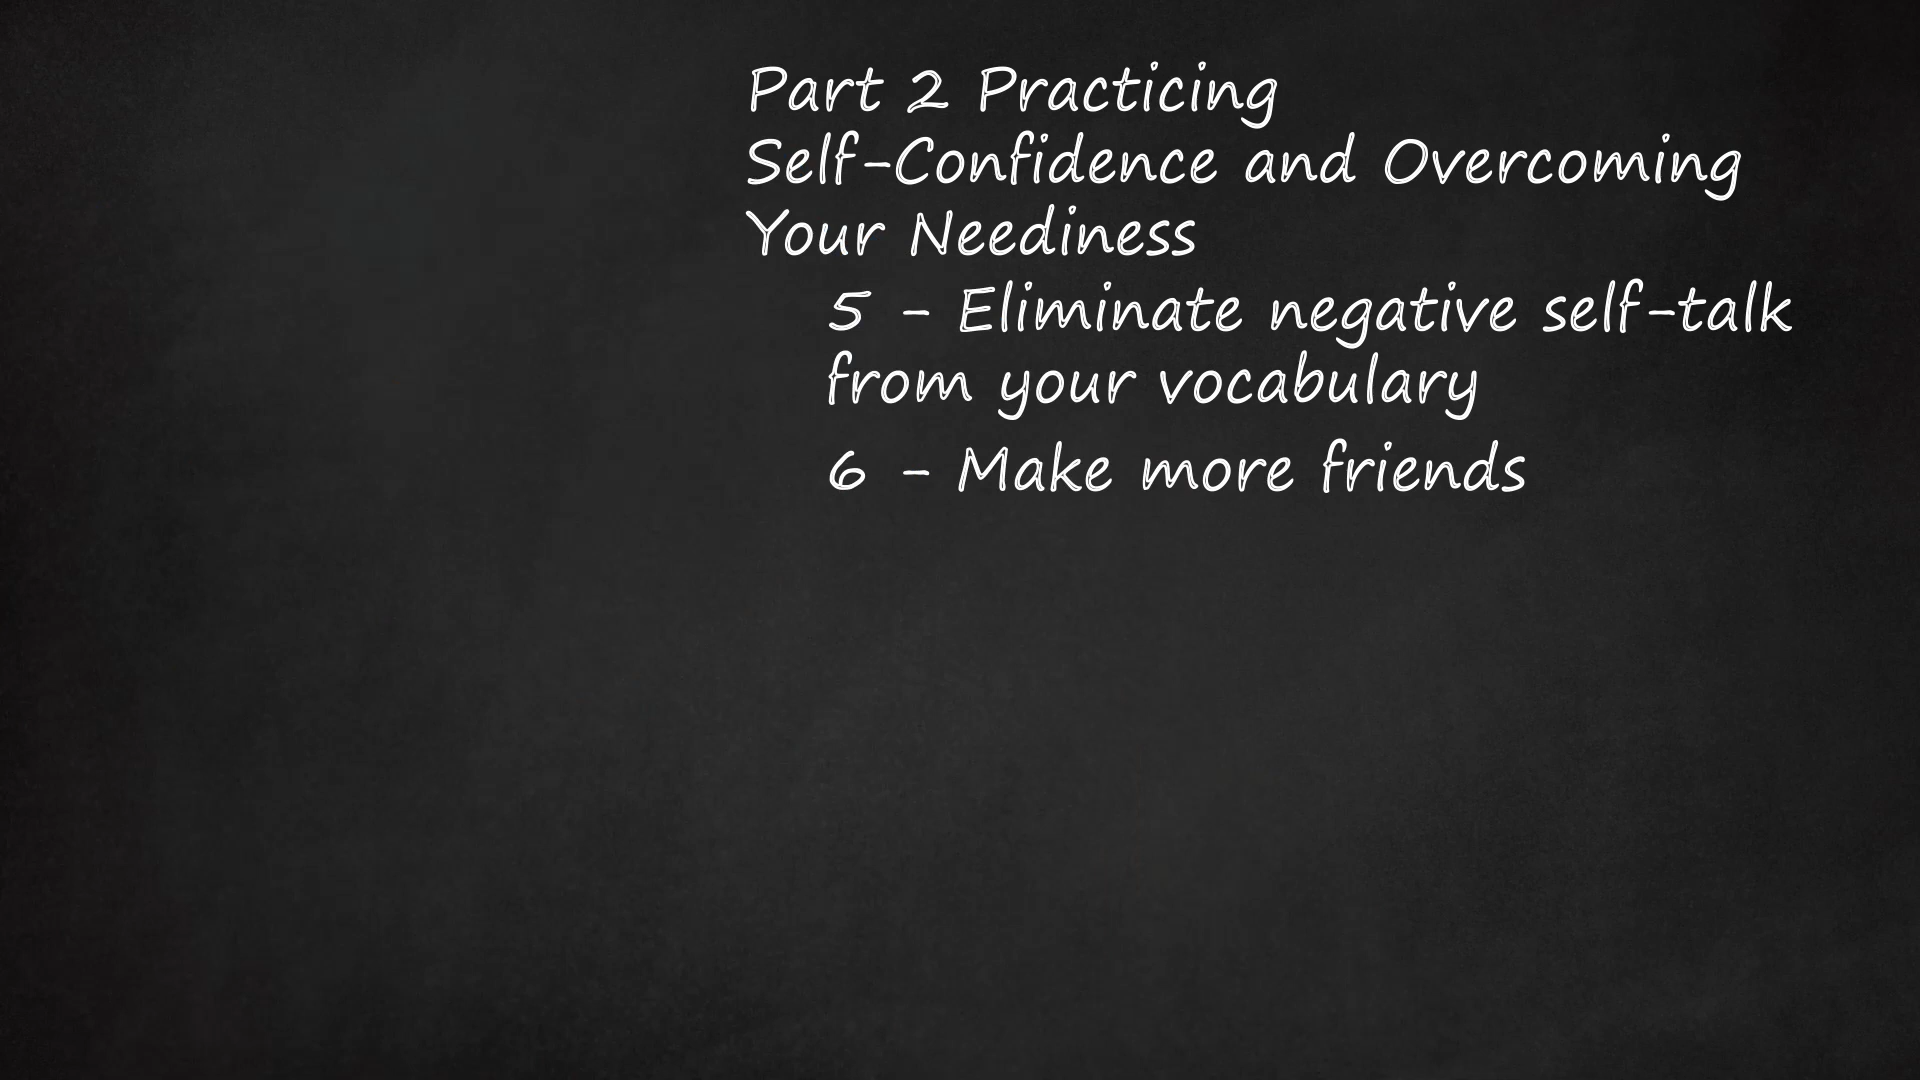 Part 2 Practicing
Self-Confidence and Overcoming
Your Neediness
5 - Eliminate negative self-talk
from your vocabulary
6 - Make more friends